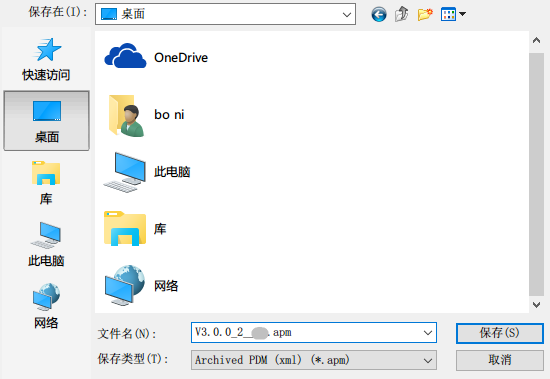 保存在(I):
桌面
快速访问
桌面
库
此电脑
网络
OneDrive
bo ni
此电脑
库
网络
文件名(N):
V3.0.0_2_ .apm
保存(S)
保存类型(T):
Archived PDM (xml) (*.apm)
取消